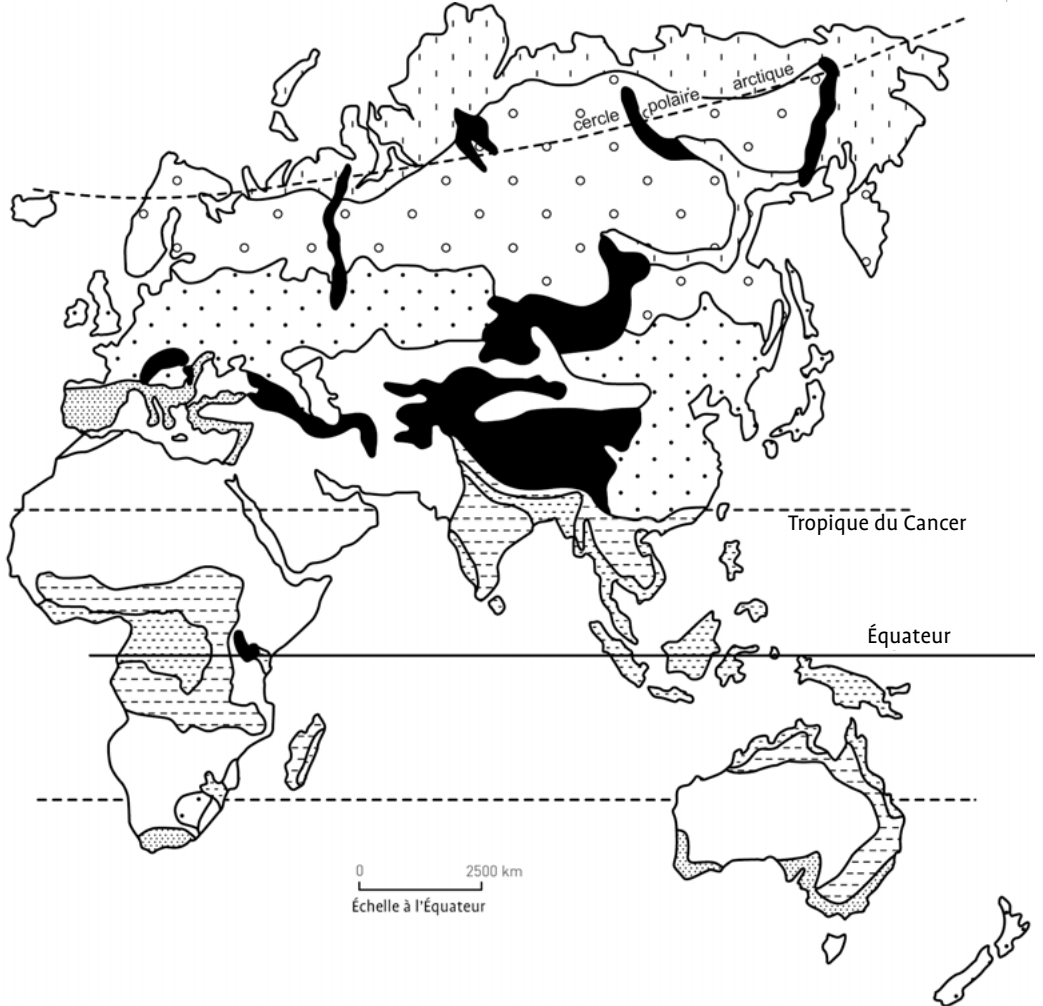 cercle polaire arctique
Tropique du Cancer
Équateur
0 2500 km
Échelle à l'Équateur